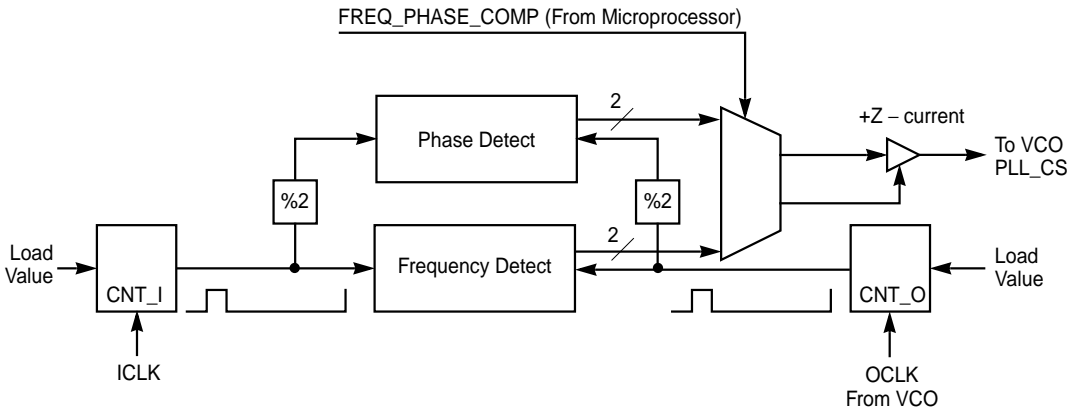 FREQ_PHASE_COMP (From Microprocessor)
2
Phase Detect
+Z – current
To VCO
PLL_CS
%2
%2
Load
Value
2
Frequency Detect
Load
Value
CNT_I
CNT_O
ICLK
OCLK
From VCO